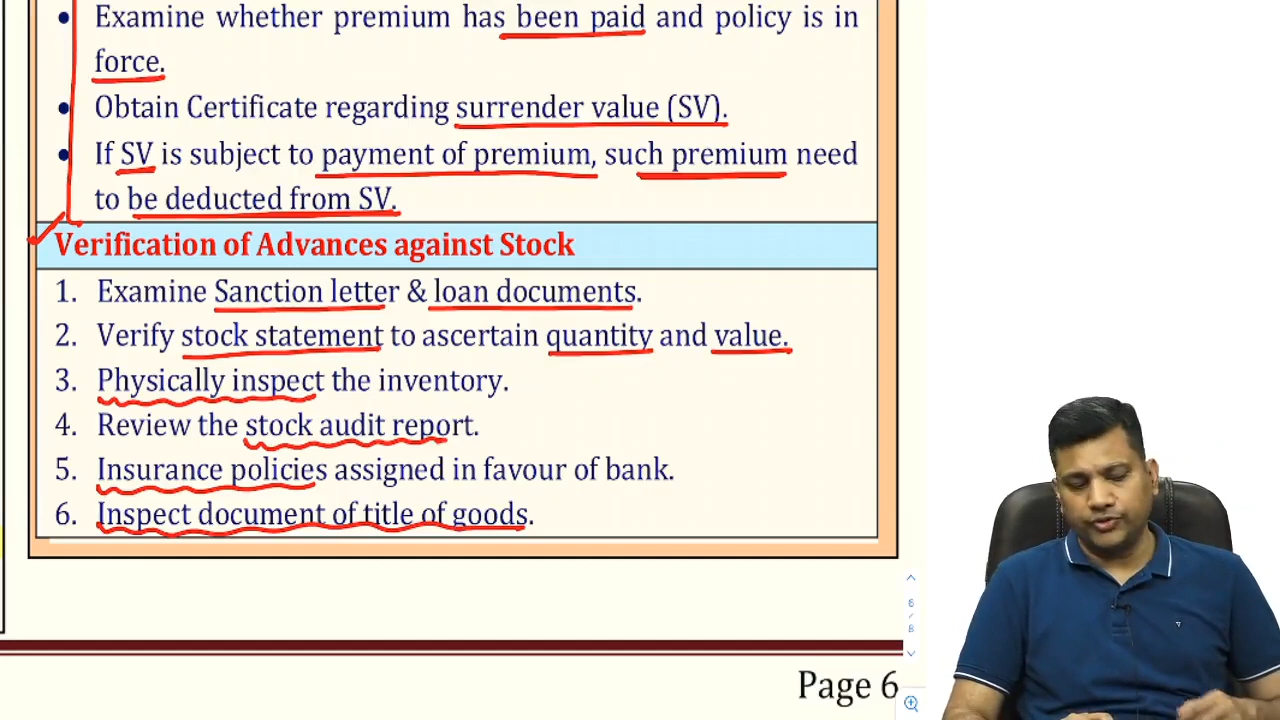 • Examine whether premium has been paid and policy is in
force.
• Obtain Certificate regarding surrender value (SV).
• If SV is subject to payment of premium, such premium need
to be deducted from SV.
Verification of Advances against Stock
1. Examine Sanction letter & loan documents.
2. Verify stock statement to ascertain quantity and value.
3. Physically inspect the inventory.
4. Review the stock audit report.
5. Insurance policies assigned in favour of bank.
6. Inspect document of title of goods.
6
/
8
Page 6